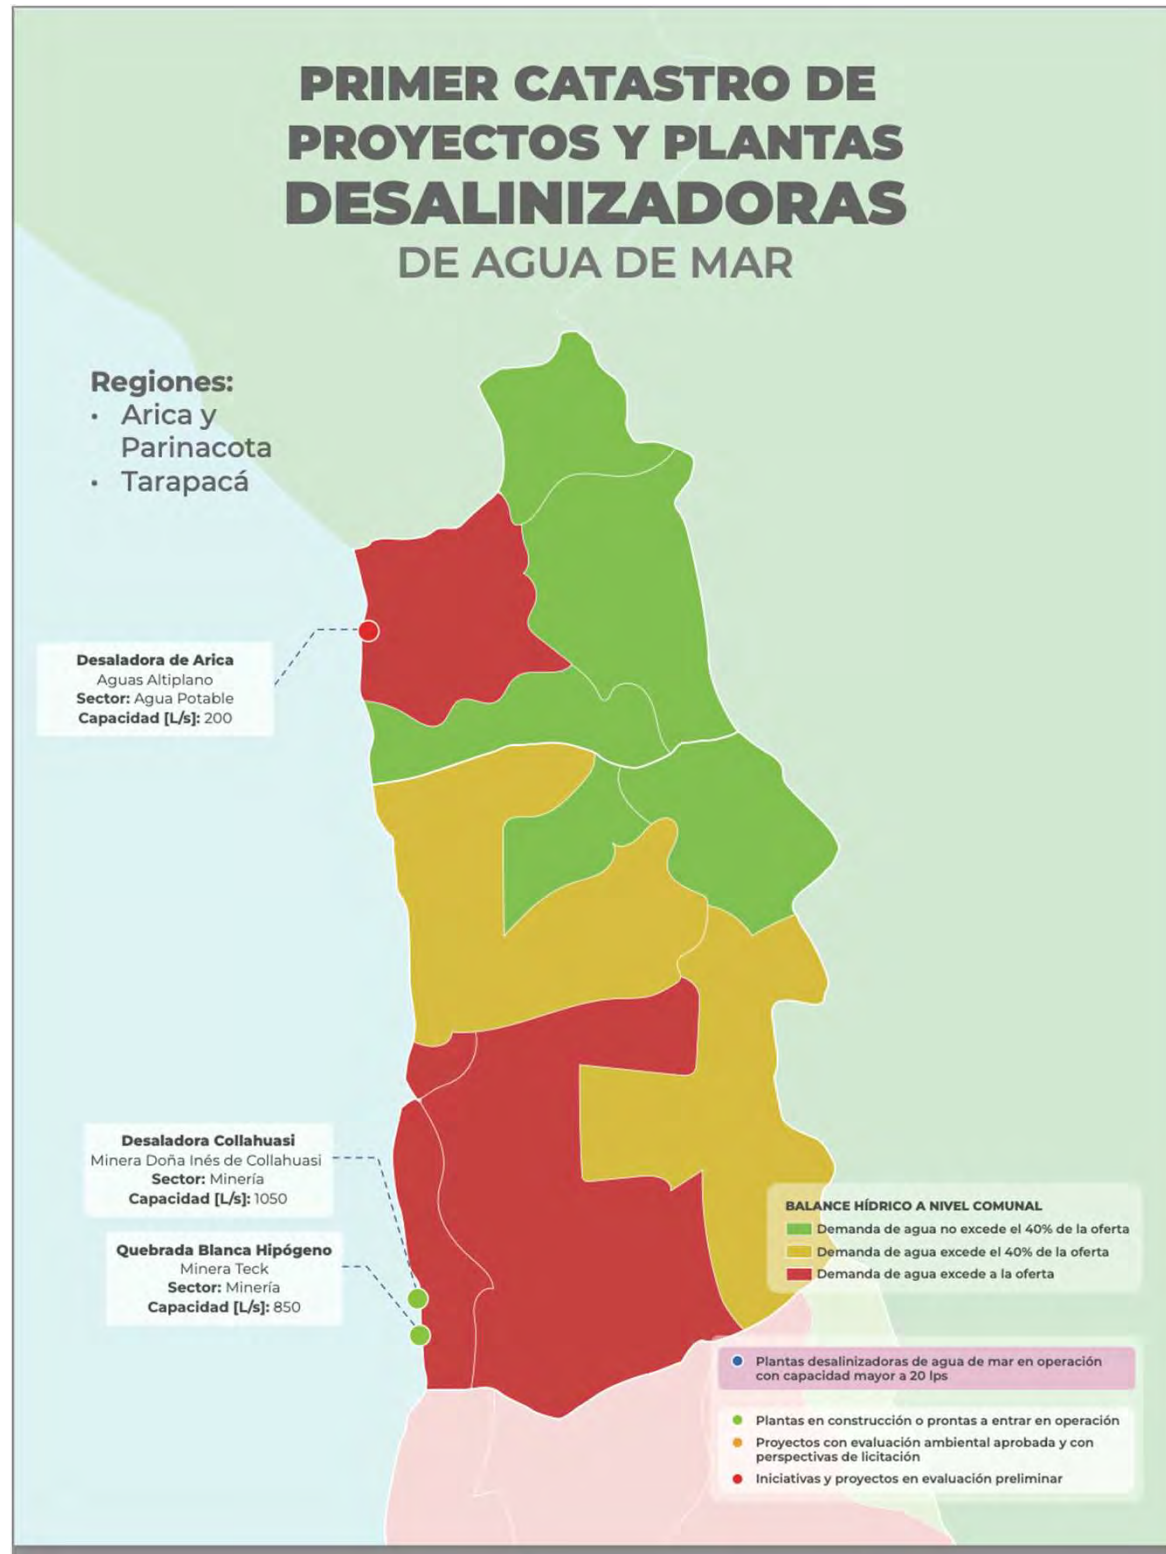 PRIMER CATASTRO DE
PROYECTOS Y PLANTAS
DESALINIZADORAS
DE AGUA DE MAR
Regiones:
• Arica y
Parinacota
• Tarapacá
Desaladora de Arica
Aguas Altiplano
Sector: Agua Potable
Capacidad [L/s]: 200
Desaladora Collahuasi
Minera Doña Inés de Collahuasi
Sector: Minería
Capacidad [L/s]: 1050
Quebrada Blanca Hipógeno
Minera Teck
Sector: Minería
Capacidad [L/s]: 850
BALANCE HÍDRICO A NIVEL COMUNAL
Demanda de agua no excede el 40% de la oferta
Demanda de agua excede el 40% de la oferta
Demanda de agua excede a la oferta
Plantas desalinizadoras de agua de mar en operación
con capacidad mayor a 20 lps
Plantas en construcción o prontas a entrar en operación
Proyectos con evaluación ambiental aprobada y con
perspectivas de licitación
Iniciativas y proyectos en evaluación preliminar